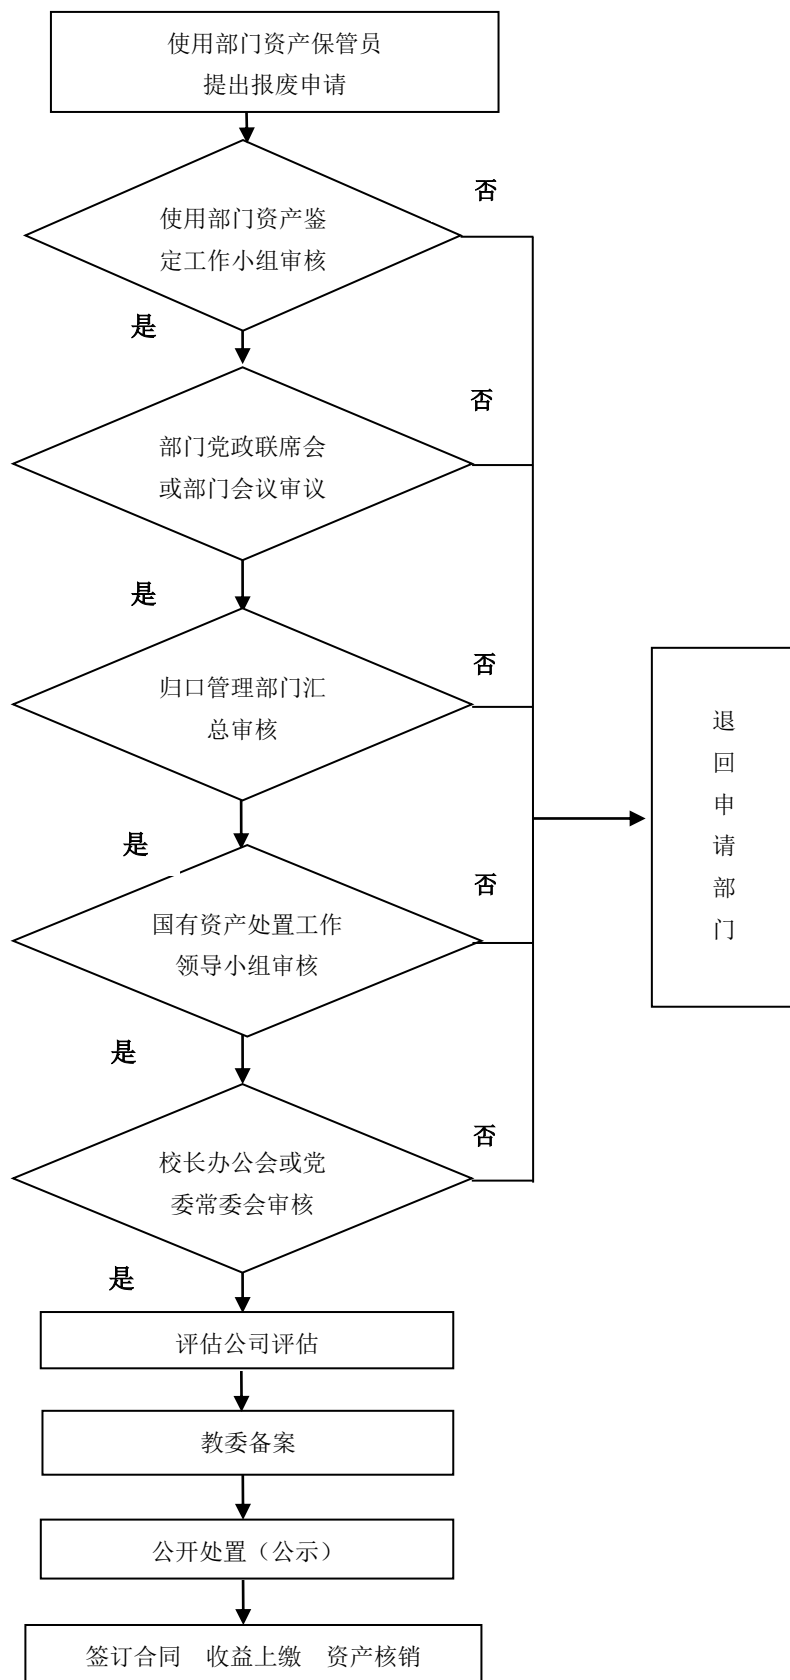 使用部门资产保管员
提出报废申请
否
使用部门资产鉴
定工作小组审核
是
否
部门党政联席会
或部门会议审议
是
否
归口管理部门汇
总审核
退
回
申
请
部
门
是
否
国有资产处置工作
领导小组审核
是
否
校长办公会或党
委常委会审核
是
评估公司评估
教委备案
公开处置（公示）
签订合同 收益上缴 资产核销